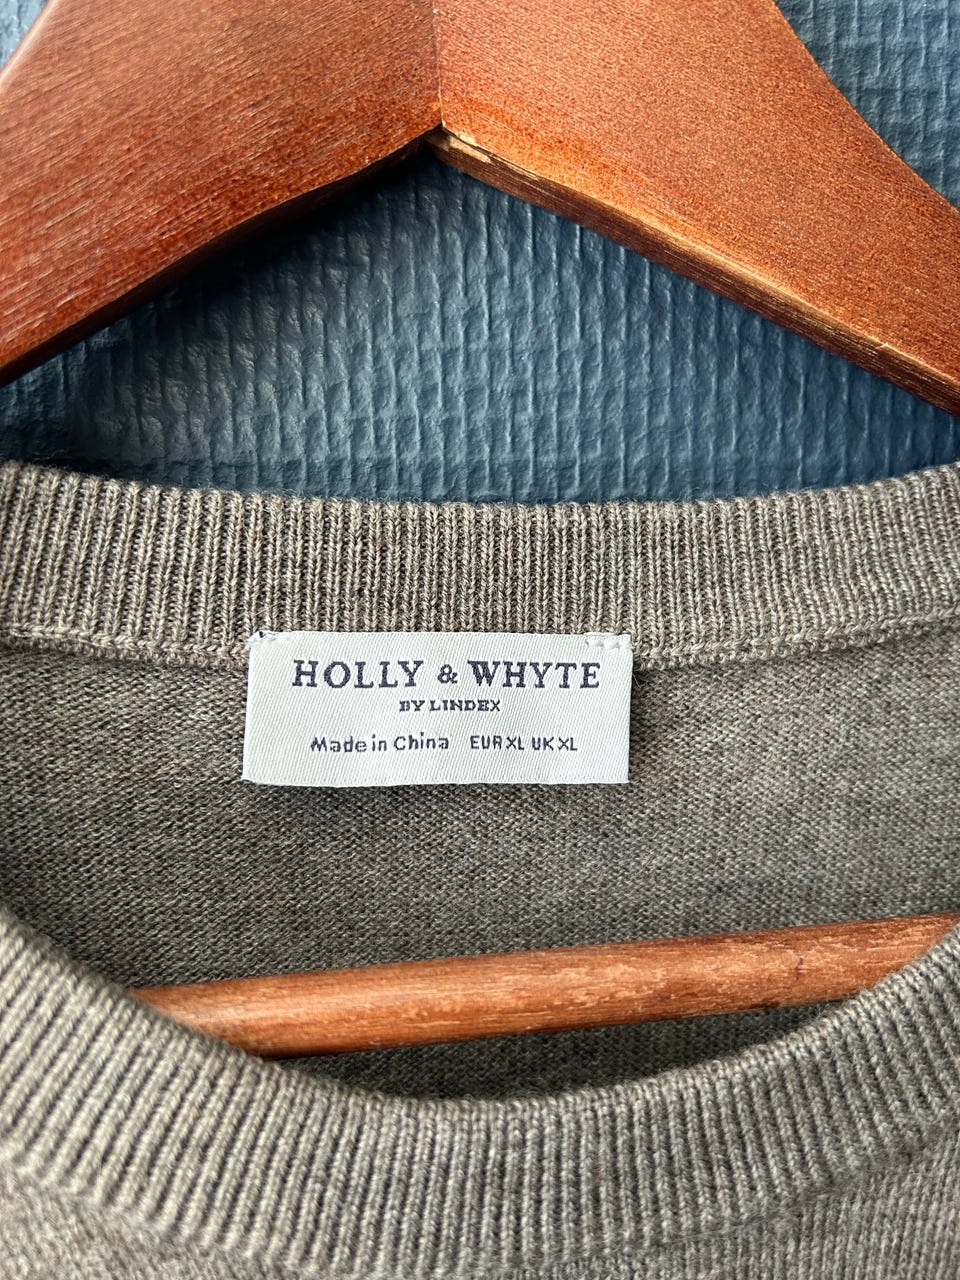 HOLLY & WHYTE
BY LINDEX
Made in China EUR XL UK XL